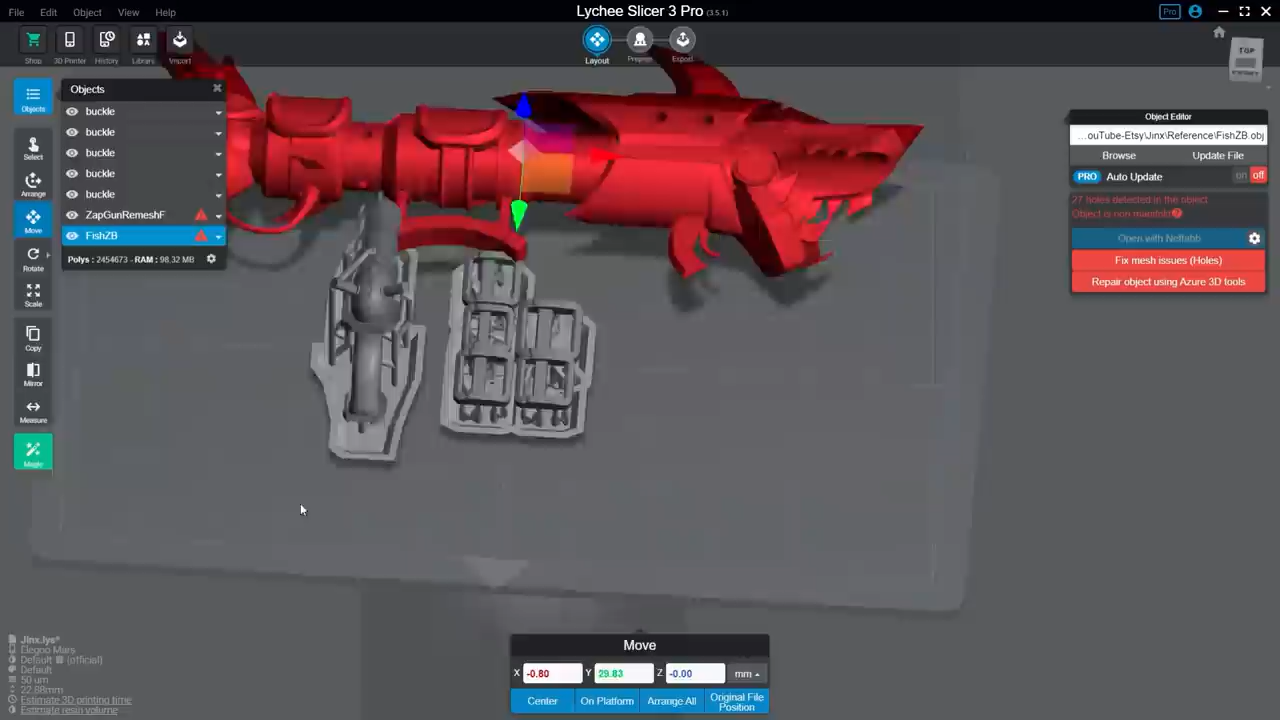 File Edit Object View Help
Lychee Slicer 3 Pro (3.5.1)
Pro
Shop 3D Printer History Library Import
Layout Prepare Export
TOP
Objects
Objects
buckle
buckle
buckle
buckle
buckle
ZapGunRemeshF
FishZB
Polys : 2454673 - RAM : 98.32 MB
Select
Arrange
Move
Rotate
Scale
Copy
Mirror
Measure
Magic
Object Editor
...ouTube-Etsy\Jinx\Reference\FishZB.obj
Browse Update File
PRO Auto Update on off
27 holes detected in the object
Object is non manifold
Open with Netfabb
Fix mesh issues (Holes)
Repair object using Azure 3D tools
Jinx.lys*
Elegoo Mars
Default (official)
Default
50 um
22.88mm
Estimate 3D printing time
Estimate resin volume
Move
X -0.80 Y 29.83 Z -0.00 mm
Center On Platform Arrange All Original File Position